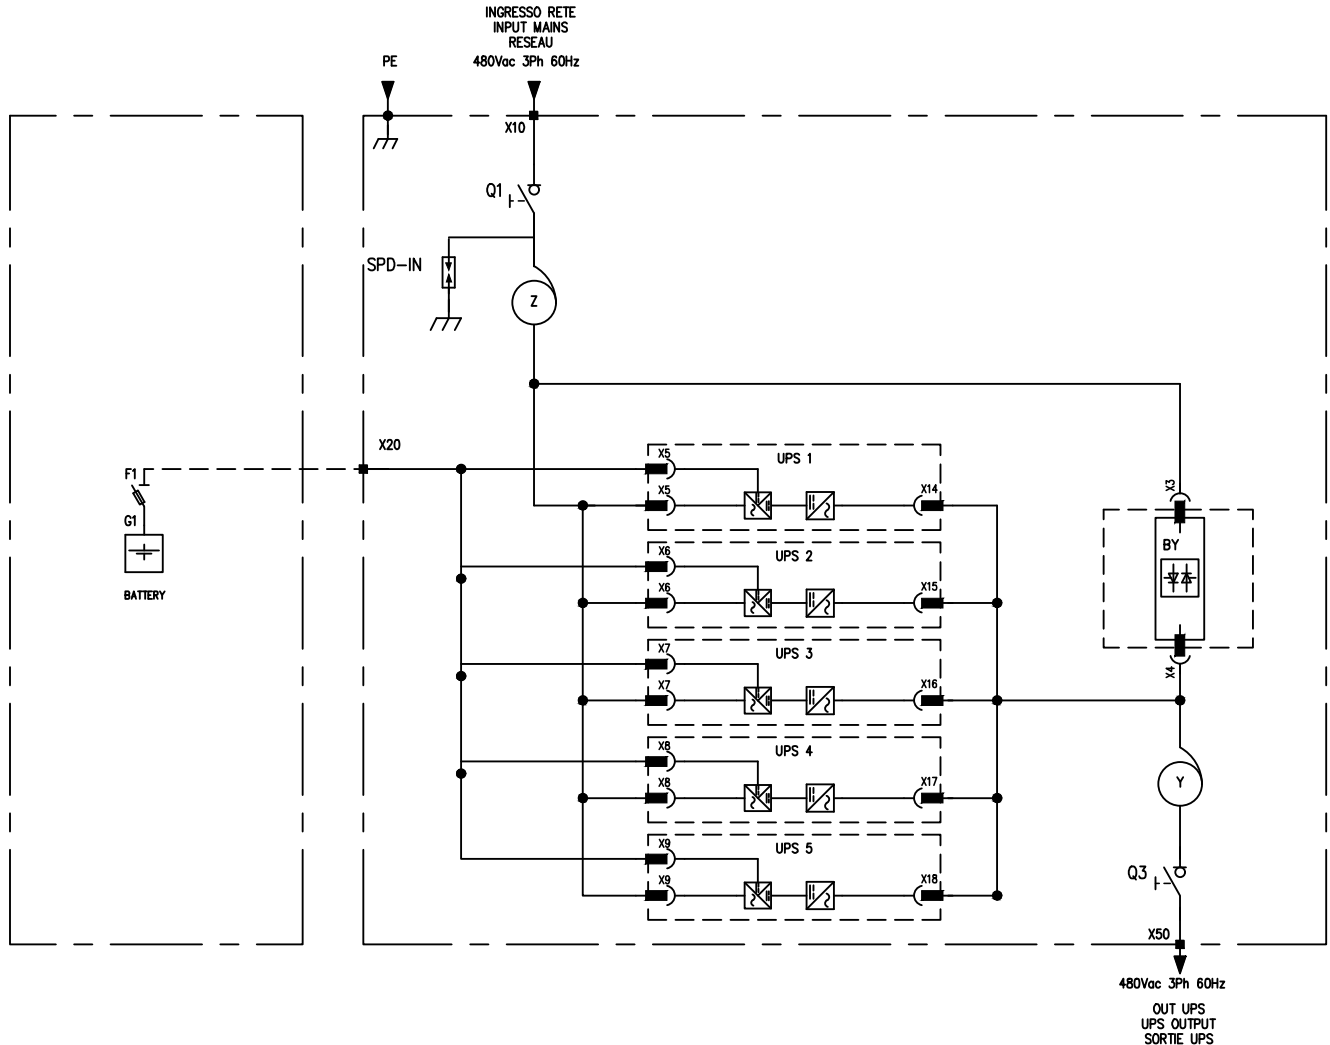 INGRESSO RETE
INPUT MAINS
RESEAU
480Vac 3Ph 60Hz
PE
X10
Q1
SPD-IN
Z
X20
F1
G1
BATTERY
X5
UPS 1
X5
X14
X6
UPS 2
X6
X15
X7
UPS 3
X7
X16
X8
UPS 4
X8
X17
X9
UPS 5
X9
X18
X3
BY
X4
Y
Q3
X50
480Vac 3Ph 60Hz
OUT UPS
UPS OUTPUT
SORTIE UPS